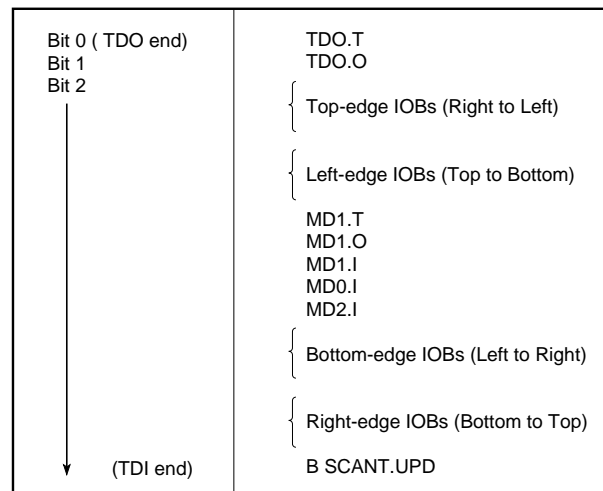 Bit 0 ( TDO end) TDO.T
Bit 1 TDO.O
Bit 2
Top-edge IOBs (Right to Left)
Left-edge IOBs (Top to Bottom)
MD1.T
MD1.O
MD1.I
MD0.I
MD2.I
Bottom-edge IOBs (Left to Right)
Right-edge IOBs (Bottom to Top)
(TDI end) B SCANT.UPD